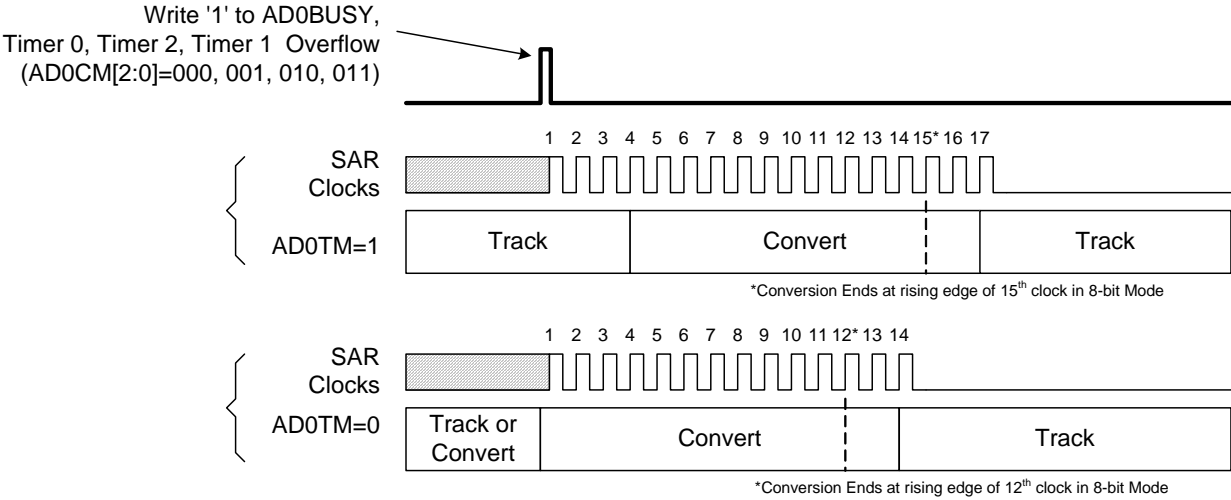 Write '1' to AD0BUSY,
Timer 0, Timer 2, Timer 1 Overflow
(AD0CM[2:0]=000, 001, 010, 011)
1 2 3 4 5 6 7 8 9 10 11 12 13 14 15* 16 17
SAR
Clocks
AD0TM=1
Track
Convert
Track
*Conversion Ends at rising edge of 15th clock in 8-bit Mode
1 2 3 4 5 6 7 8 9 10 11 12* 13 14
SAR
Clocks
AD0TM=0
Track or
Convert
Convert
Track
*Conversion Ends at rising edge of 12th clock in 8-bit Mode